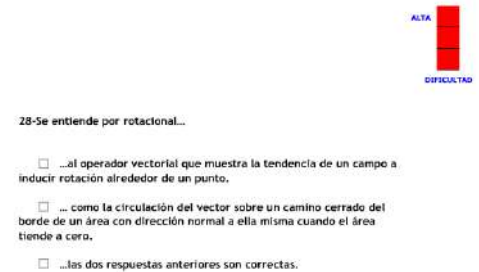 ALTA
DIFICULTAD
28-Se entiende por rotacional...
☐ ...al operador vectorial que muestra la tendencia de un campo a
inducir rotación alrededor de un punto.
☐ ... como la circulación del vector sobre un camino cerrado del
borde de un área con dirección normal a ella misma cuando el área
tiende a cero.
☐ ...las dos respuestas anteriores son correctas.